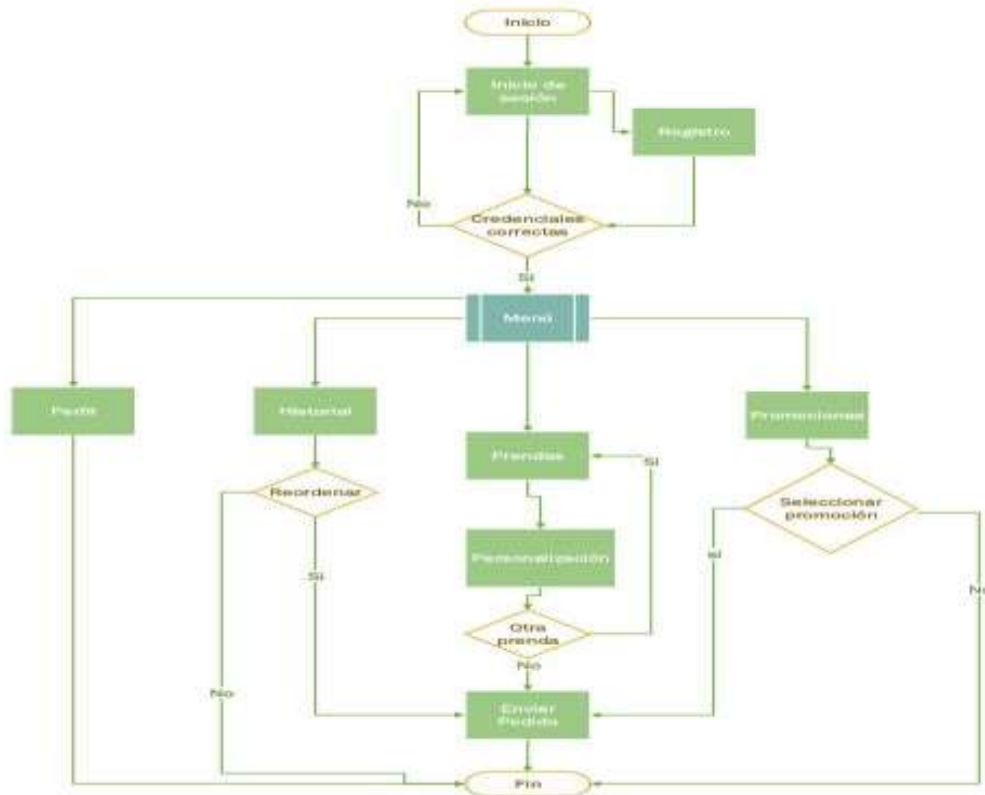 Inicio
Inicio de
sesión
Registro
No
Credenciales
correctas
Si
Menú
Perfil
Historial
Promociones
Prendas
Si
Reordenar
Seleccionar
promoción
Personalización
Si
si
No
Otra
prenda
No
No
Enviar
Pedido
Fin